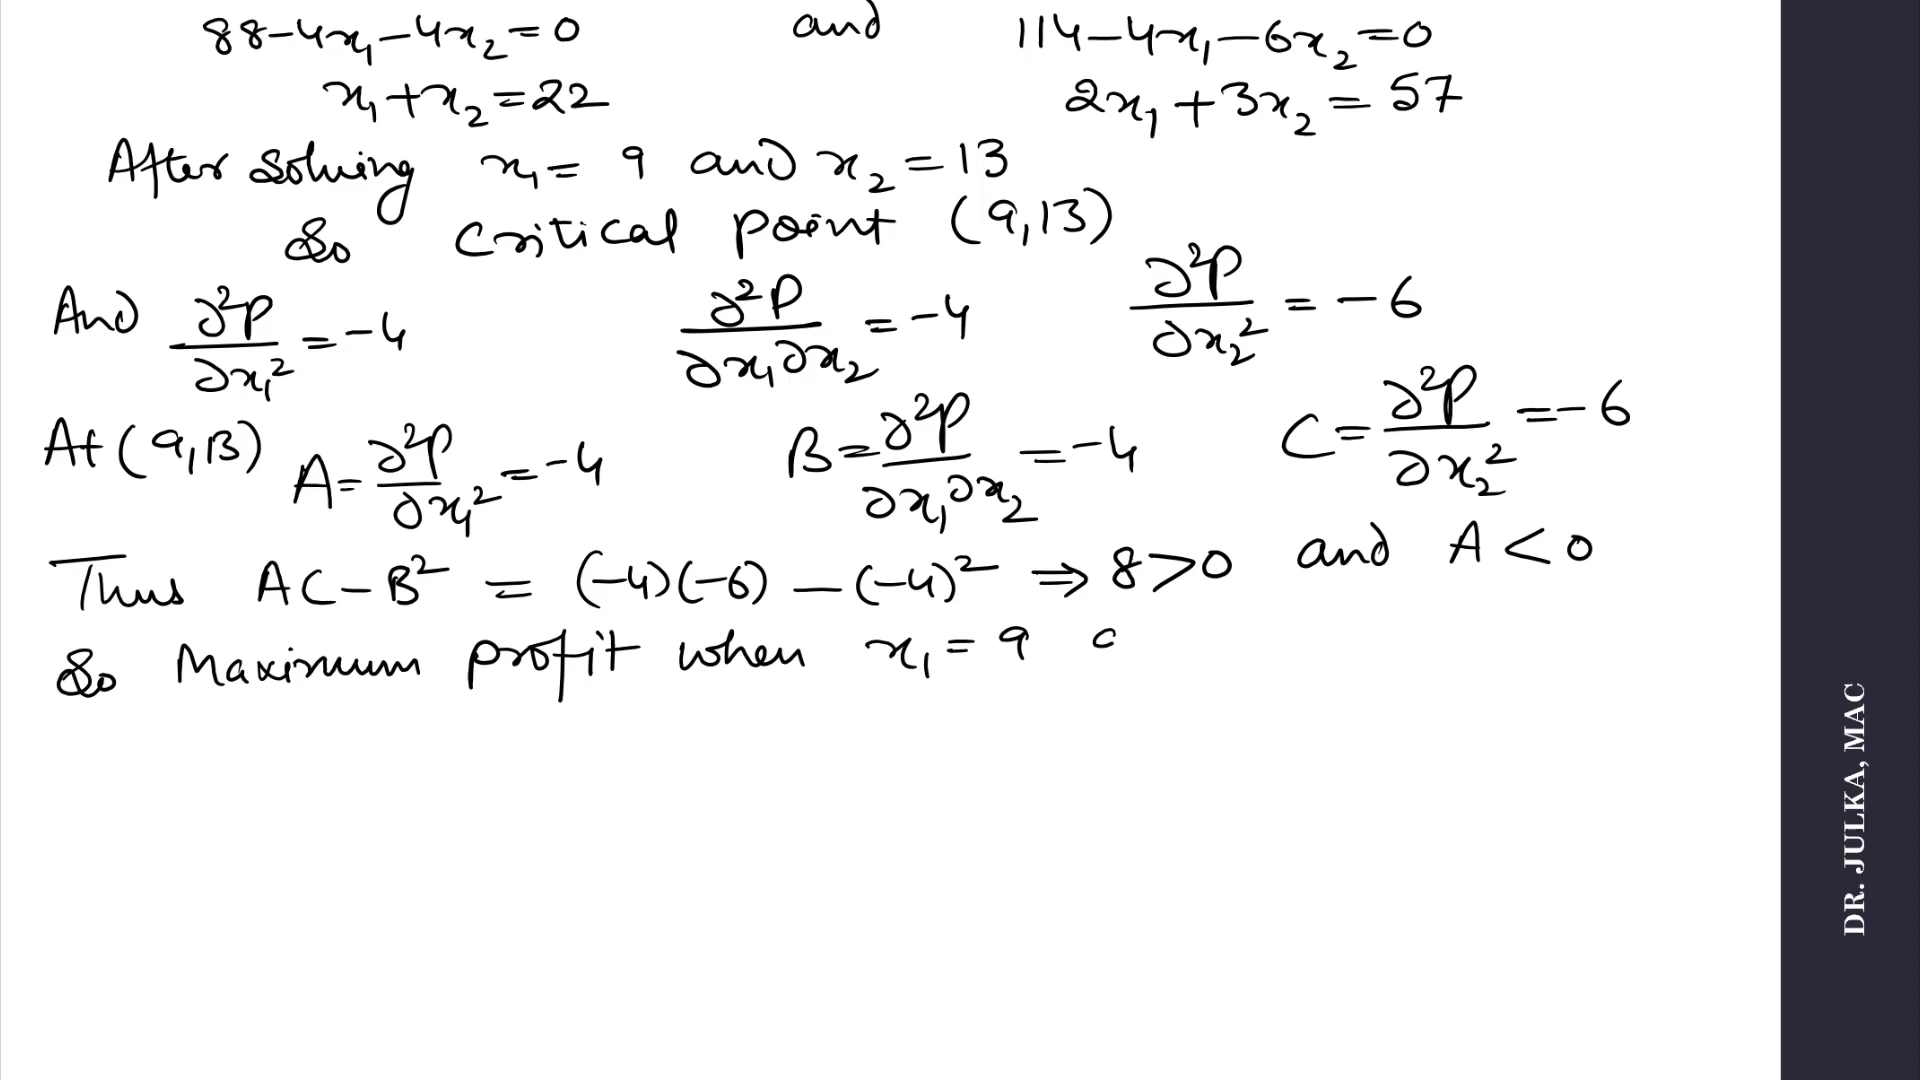 88-4x₁-4x₂=0 and 114-4x₁-6x₂=0
x₁+x₂=22 2x₁+3x₂=57
After solving x₁=9 and x₂=13
So critical point (9,13)
And ∂²P/∂x₁²=-4 ∂²P/∂x₁∂x₂=-4 ∂²P/∂x₂²=-6
At (9,13) A=∂²P/∂x₁²=-4 B=∂²P/∂x₁∂x₂=-4 C=∂²P/∂x₂²=-6
Thus AC-B² = (-4)(-6)-(-4)² ⇒ 8>0 and A<0
So Maximum profit when x₁=9
DR. JULKA, MAC